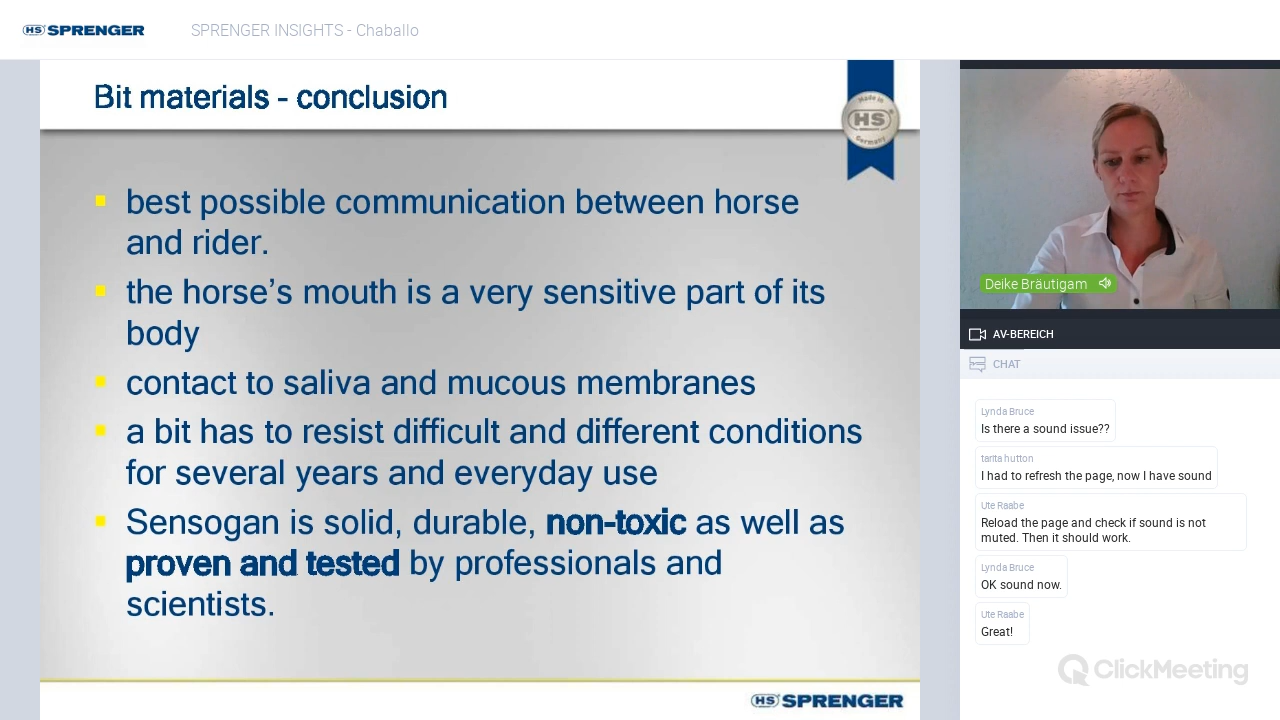 HS SPRENGER
SPRENGER INSIGHTS - Chaballo
Bit materials - conclusion
Made in
HS
Germany
best possible communication between horse
and rider.
the horse’s mouth is a very sensitive part of its
body
contact to saliva and mucous membranes
a bit has to resist difficult and different conditions
for several years and everyday use
Sensogan is solid, durable, non-toxic as well as
proven and tested by professionals and
scientists.
HS SPRENGER
Deike Bräutigam
AV-BEREICH
CHAT
Lynda Bruce
Is there a sound issue??
tarita hutton
I had to refresh the page, now I have sound
Ute Raabe
Reload the page and check if sound is not
muted. Then it should work.
Lynda Bruce
OK sound now.
Ute Raabe
Great!
ClickMeeting